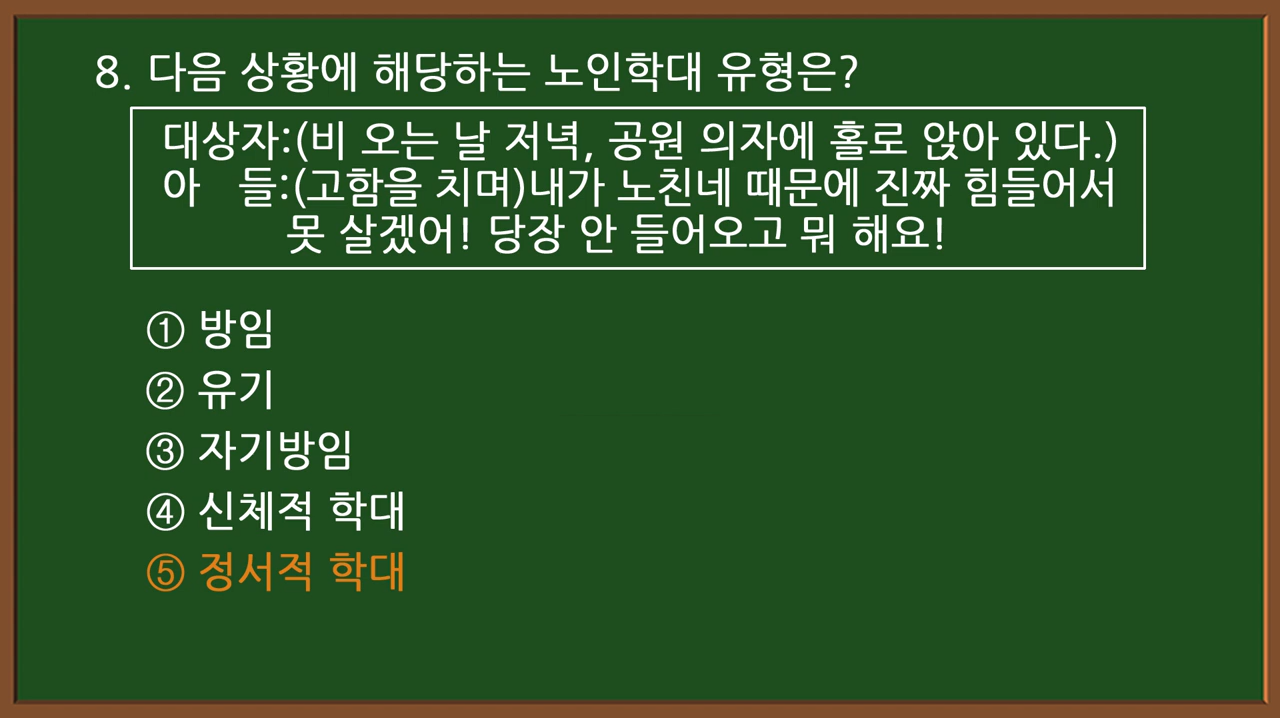 8. 다음 상황에 해당하는 노인학대 유형은?
대상자:(비 오는 날 저녁, 공원 의자에 홀로 앉아 있다.)
아 들:(고함을 치며)내가 노친네 때문에 진짜 힘들어서
못 살겠어! 당장 안 들어오고 뭐 해요!
① 방임
② 유기
③ 자기방임
④ 신체적 학대
⑤ 정서적 학대